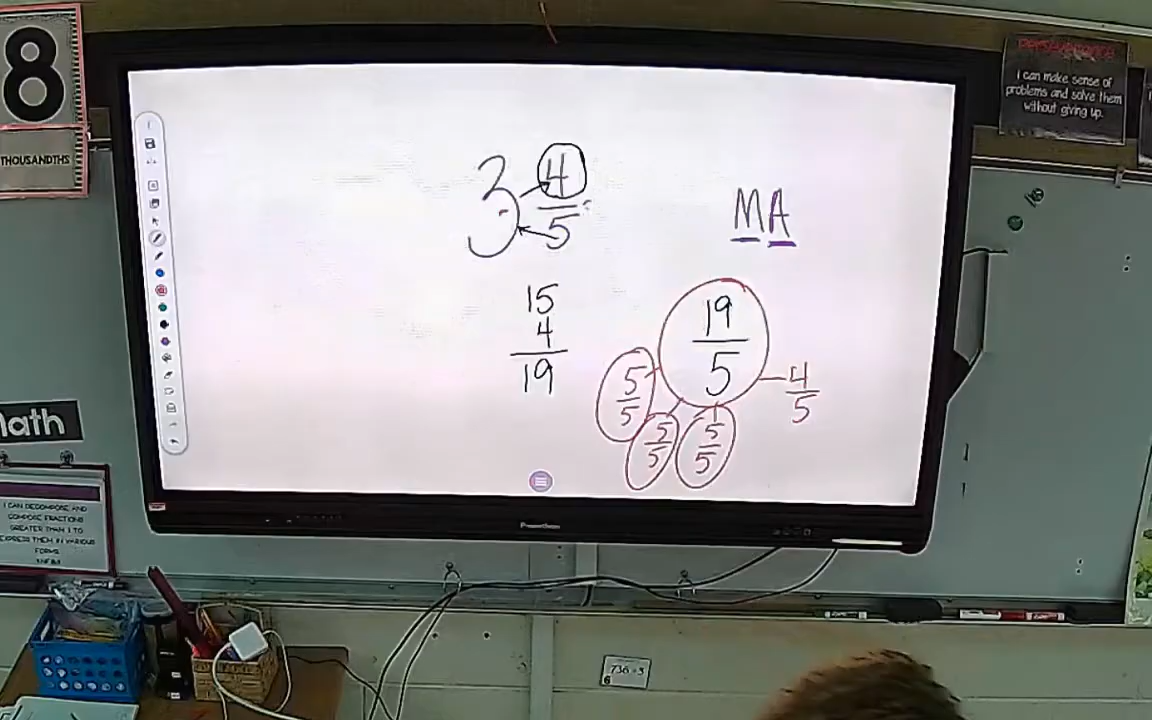 8
THOUSANDTHS
perseverance
I can make sense of
problems and solve them
without giving up.
3 4/5
MA
15
4
19
19/5
5/5
5/5
5/5
4/5
Math
I CAN DECOMPOSE AND
COMPOSE FRACTIONS
GREATER THAN 1 TO
EXPRESS THEM IN VARIOUS
FORMS
Promethean